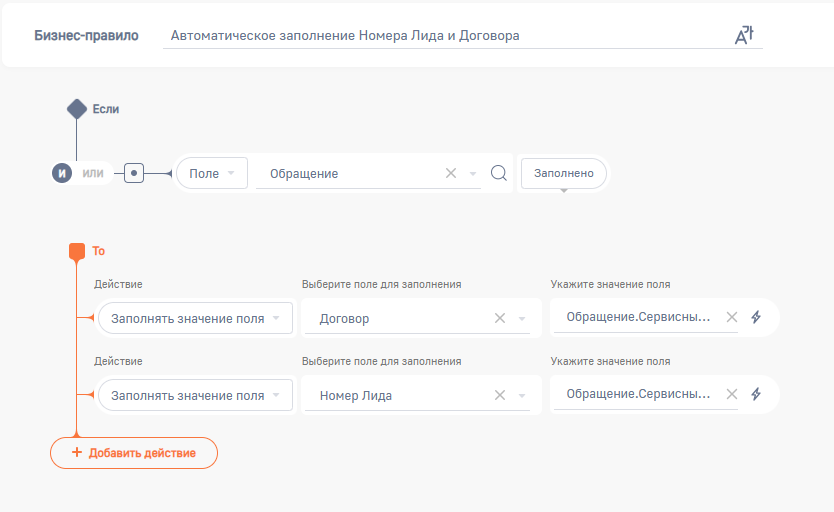 Бизнес-правило Автоматическое заполнение Номера Лида и Договора
Если
И ИЛИ Поле Обращение Заполнено
То
Действие Выберите поле для заполнения Укажите значение поля
Заполнять значение поля Договор Обращение.Сервисны...
Действие Выберите поле для заполнения Укажите значение поля
Заполнять значение поля Номер Лида Обращение.Сервисны...
+ Добавить действие